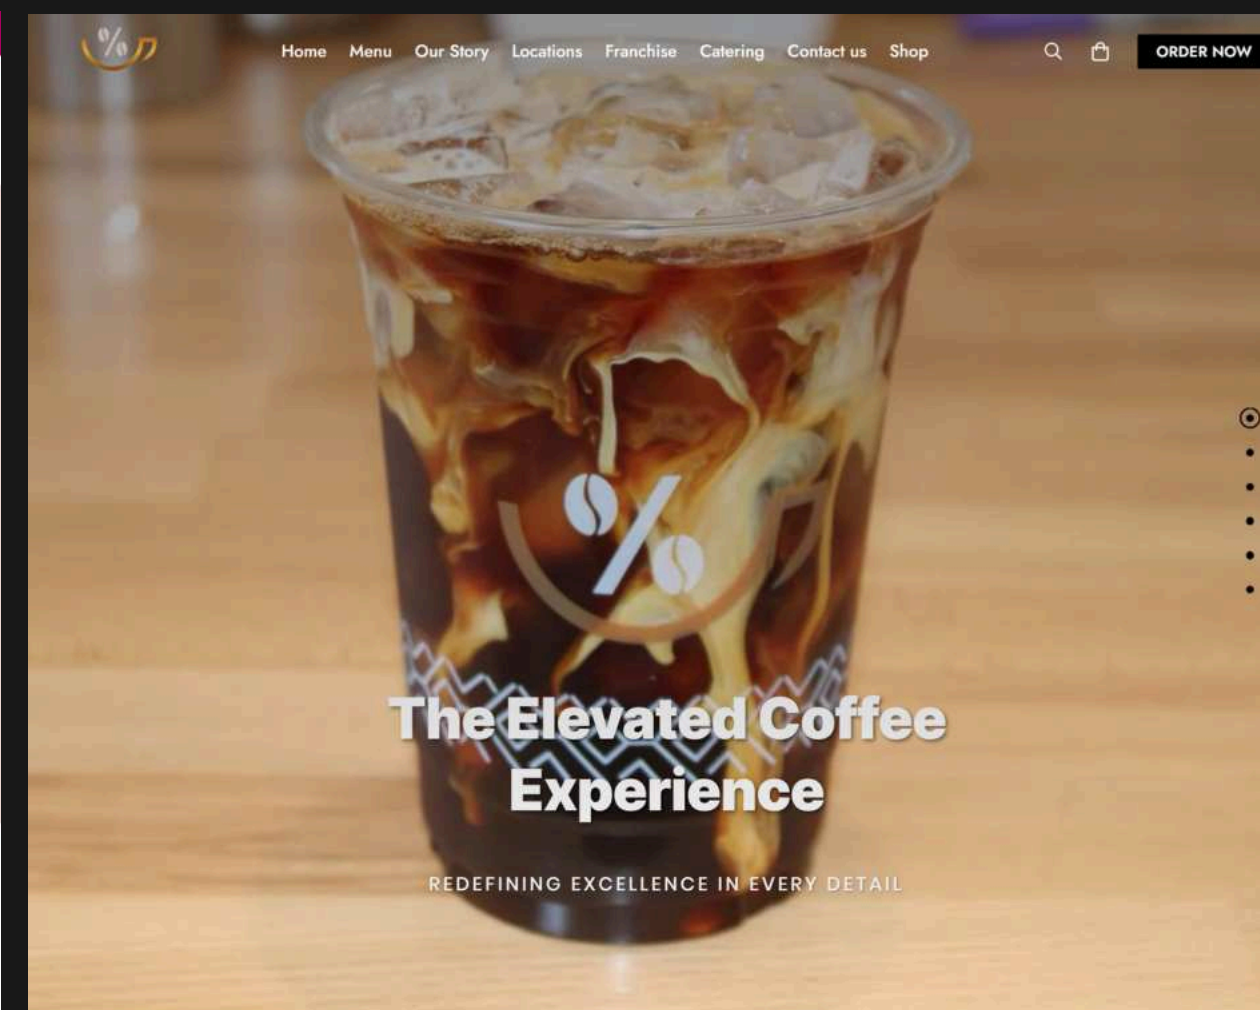 %
Home Menu Our Story Locations Franchise Catering Contact us Shop
ORDER NOW
%
The Elevated Coffee
Experience
REDEFINING EXCELLENCE IN EVERY DETAIL